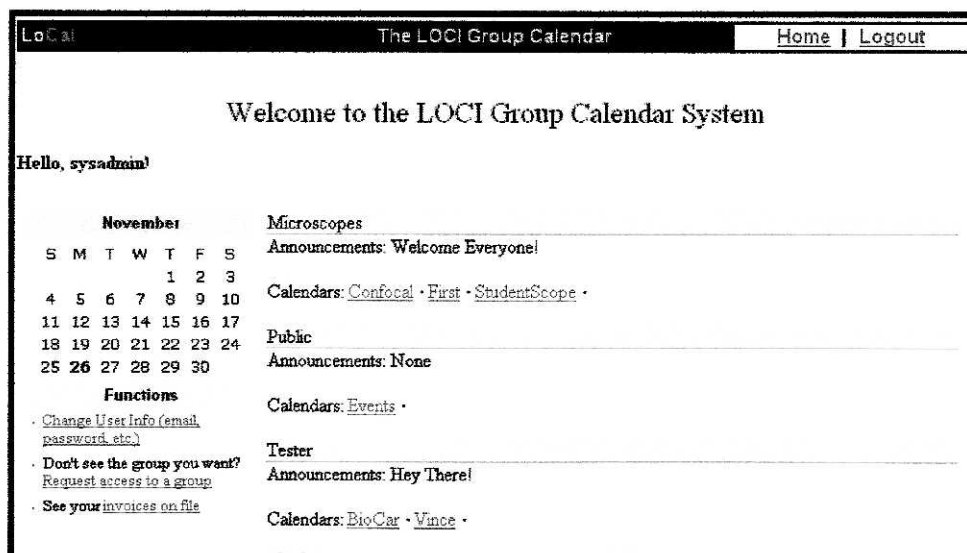 LoCal The LOCI Group Calendar Home | Logout
Welcome to the LOCI Group Calendar System
Hello, sysadmin!
November
S M T W T F S
1 2 3
4 5 6 7 8 9 10
11 12 13 14 15 16 17
18 19 20 21 22 23 24
25 26 27 28 29 30
Functions
· Change User Info (email,
password, etc.)
· Don't see the group you want?
Request access to a group
· See your invoices on file
Microscopes
Announcements: Welcome Everyone!
Calendars: Confocal · First · StudentScope ·
Public
Announcements: None
Calendars: Events ·
Tester
Announcements: Hey There!
Calendars: BioCar · Vince ·